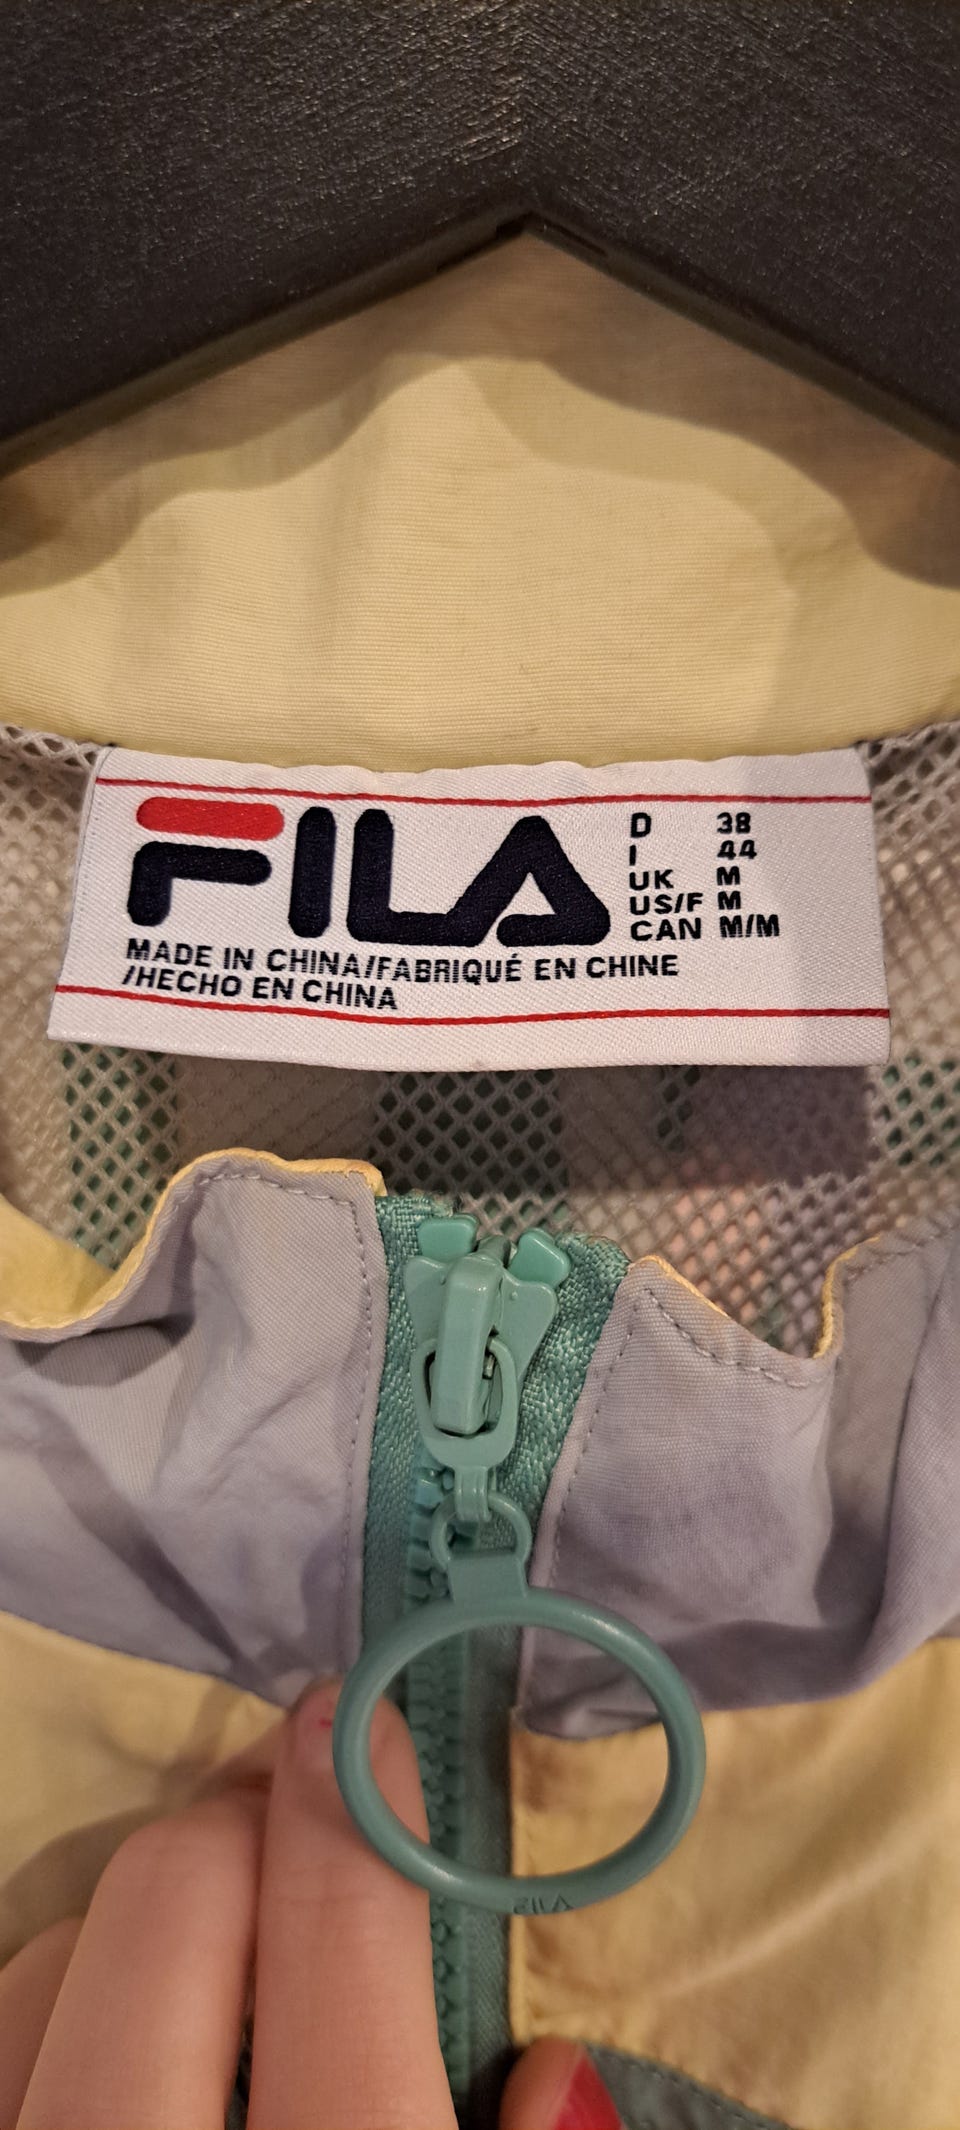 FILA
D 38
I 44
UK M
US/F M
CAN M/M
MADE IN CHINA/FABRIQUÉ EN CHINE
/HECHO EN CHINA
FILA